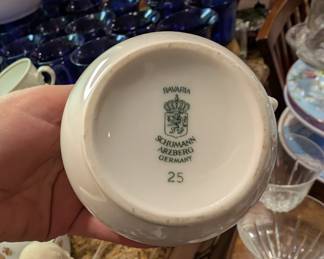 BAVARIA
SCHUMANN
ARZBERG
GERMANY
25